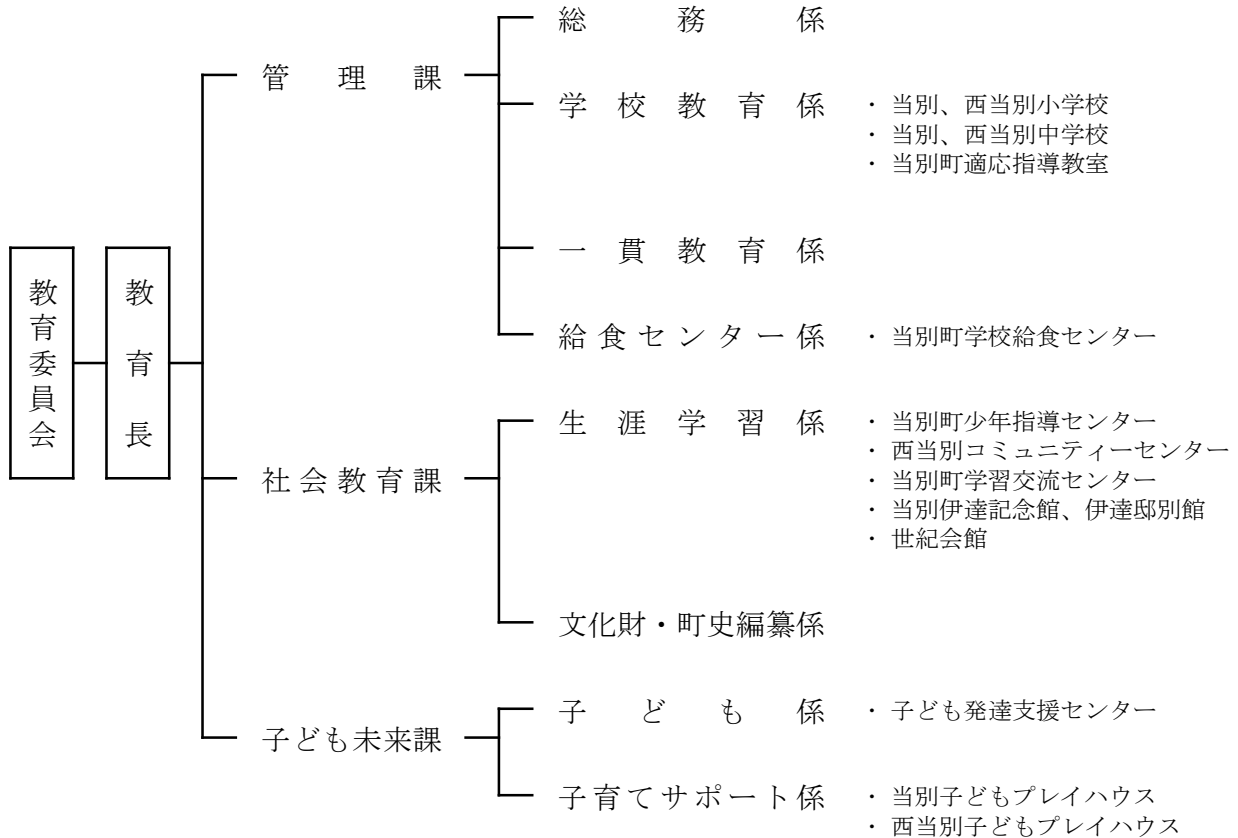 教育委員会
教育長
管理課
総務係
学校教育係
・ 当別、西当別小学校
・ 当別、西当別中学校
・ 当別町適応指導教室
一貫教育係
給食センター係
・ 当別町学校給食センター
社会教育課
生涯学習係
・ 当別町少年指導センター
・ 西当別コミュニティーセンター
・ 当別町学習交流センター
・ 当別伊達記念館、伊達邸別館
・ 世紀会館
文化財・町史編纂係
子ども未来課
子ども係
・ 子ども発達支援センター
子育てサポート係
・ 当別子どもプレイハウス
・ 西当別子どもプレイハウス